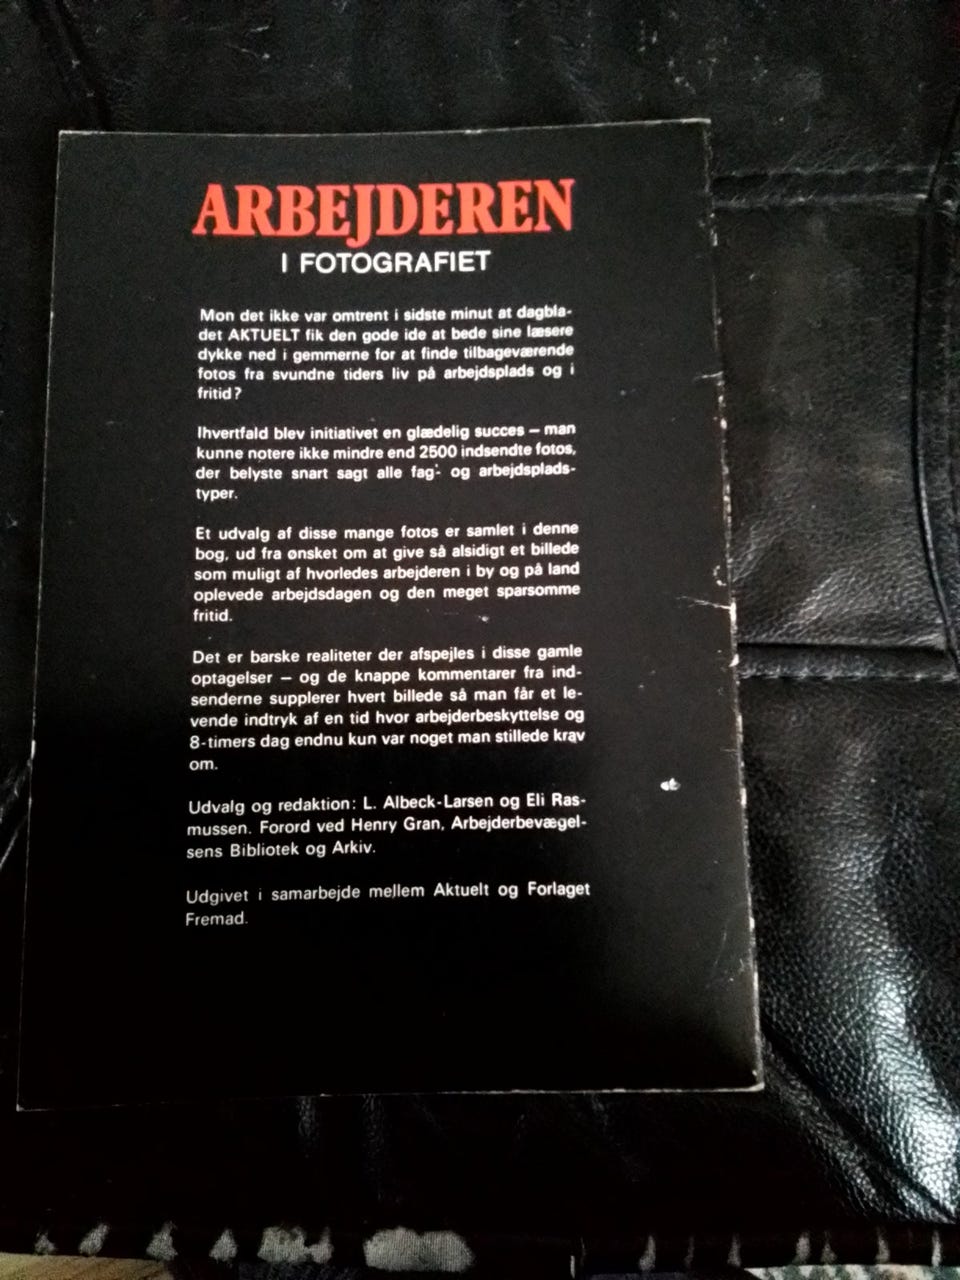 ARBEJDEREN
I FOTOGRAFIET
Mon det ikke var omtrent i sidste minut at dagbla-
det AKTUELT fik den gode ide at bede sine læsere
dykke ned i gemmerne for at finde tilbageværende
fotos fra svundne tiders liv på arbejdsplads og i
fritid?
Ihvertfald blev initiativet en glædelig succes – man
kunne notere ikke mindre end 2500 indsendte fotos,
der belyste snart sagt alle fag- og arbejdsplads-
typer.
Et udvalg af disse mange fotos er samlet i denne
bog, ud fra ønsket om at give så alsidigt et billede
som muligt af hvorledes arbejderen i by og på land
oplevede arbejdsdagen og den meget sparsomme
fritid.
Det er barske realiteter der afspejles i disse gamle
optagelser – og de knappe kommentarer fra ind-
senderne supplerer hvert billede så man får et le-
vende indtryk af en tid hvor arbejderbeskyttelse og
8-timers dag endnu kun var noget man stillede krav
om.
Udvalg og redaktion: L. Albeck-Larsen og Eli Ras-
mussen. Forord ved Henry Gran, Arbejderbevægel-
sens Bibliotek og Arkiv.
Udgivet i samarbejde mellem Aktuelt og Forlaget
Fremad.